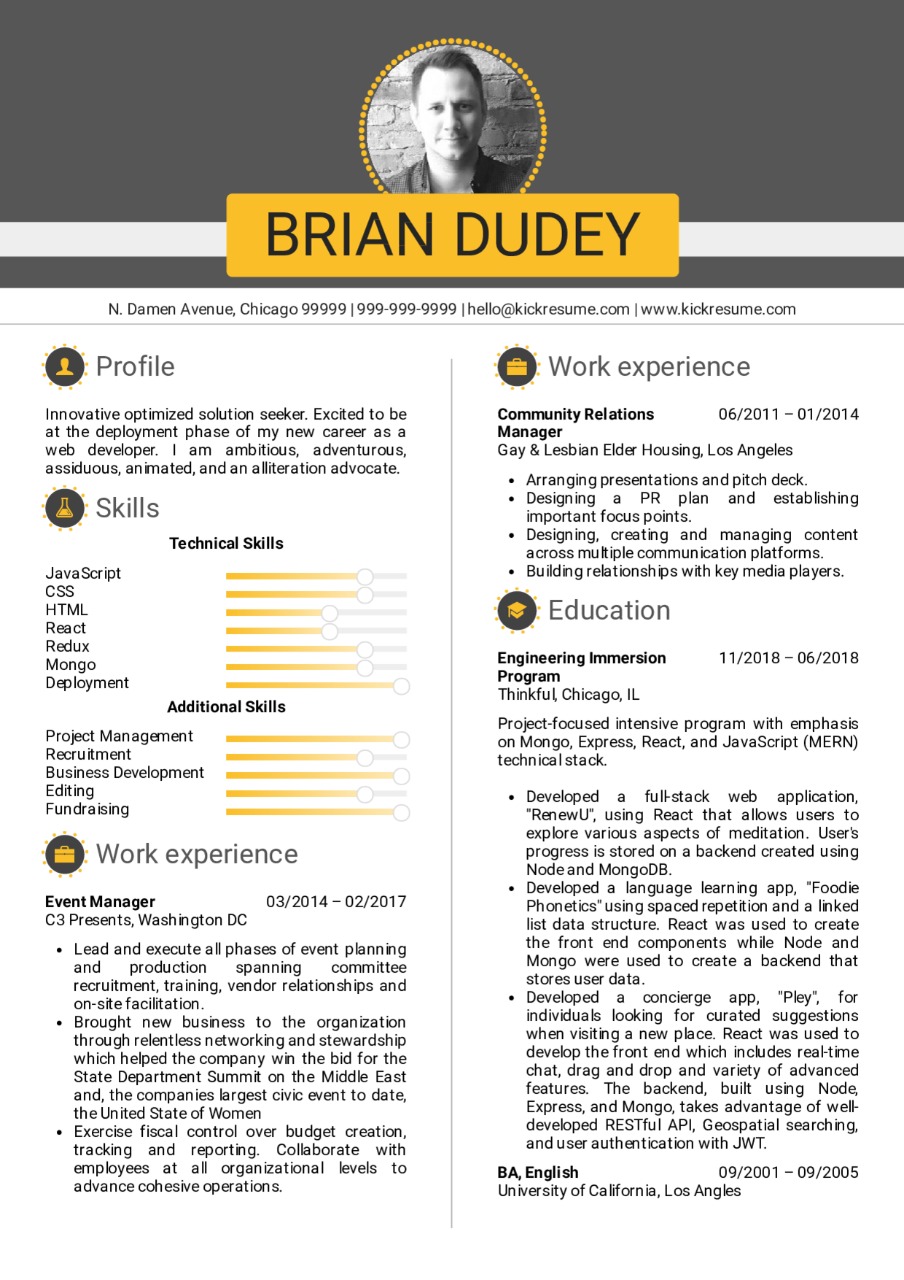 BRIAN DUDEY
N. Damen Avenue, Chicago 99999 | 999-999-9999 | hello@kickresume.com | www.kickresume.com
Profile
Innovative optimized solution seeker. Excited to be
at the deployment phase of my new career as a
web developer. I am ambitious, adventurous,
assiduous, animated, and an alliteration advocate.
Skills
Technical Skills
JavaScript
CSS
HTML
React
Redux
Mongo
Deployment
Additional Skills
Project Management
Recruitment
Business Development
Editing
Fundraising
Work experience
Event Manager 03/2014 – 02/2017
C3 Presents, Washington DC
• Lead and execute all phases of event planning
and production spanning committee
recruitment, training, vendor relationships and
on-site facilitation.
• Brought new business to the organization
through relentless networking and stewardship
which helped the company win the bid for the
State Department Summit on the Middle East
and, the companies largest civic event to date,
the United State of Women
• Exercise fiscal control over budget creation,
tracking and reporting. Collaborate with
employees at all organizational levels to
advance cohesive operations.
Work experience
Community Relations 06/2011 – 01/2014
Manager
Gay & Lesbian Elder Housing, Los Angeles
• Arranging presentations and pitch deck.
• Designing a PR plan and establishing
important focus points.
• Designing, creating and managing content
across multiple communication platforms.
• Building relationships with key media players.
Education
Engineering Immersion 11/2018 – 06/2018
Program
Thinkful, Chicago, IL
Project-focused intensive program with emphasis
on Mongo, Express, React, and JavaScript (MERN)
technical stack.
• Developed a full-stack web application,
"RenewU", using React that allows users to
explore various aspects of meditation. User's
progress is stored on a backend created using
Node and MongoDB.
• Developed a language learning app, "Foodie
Phonetics" using spaced repetition and a linked
list data structure. React was used to create
the front end components while Node and
Mongo were used to create a backend that
stores user data.
• Developed a concierge app, "Pley", for
individuals looking for curated suggestions
when visiting a new place. React was used to
develop the front end which includes real-time
chat, drag and drop and variety of advanced
features. The backend, built using Node,
Express, and Mongo, takes advantage of well-
developed RESTful API, Geospatial searching,
and user authentication with JWT.
BA, English 09/2001 – 09/2005
University of California, Los Angles